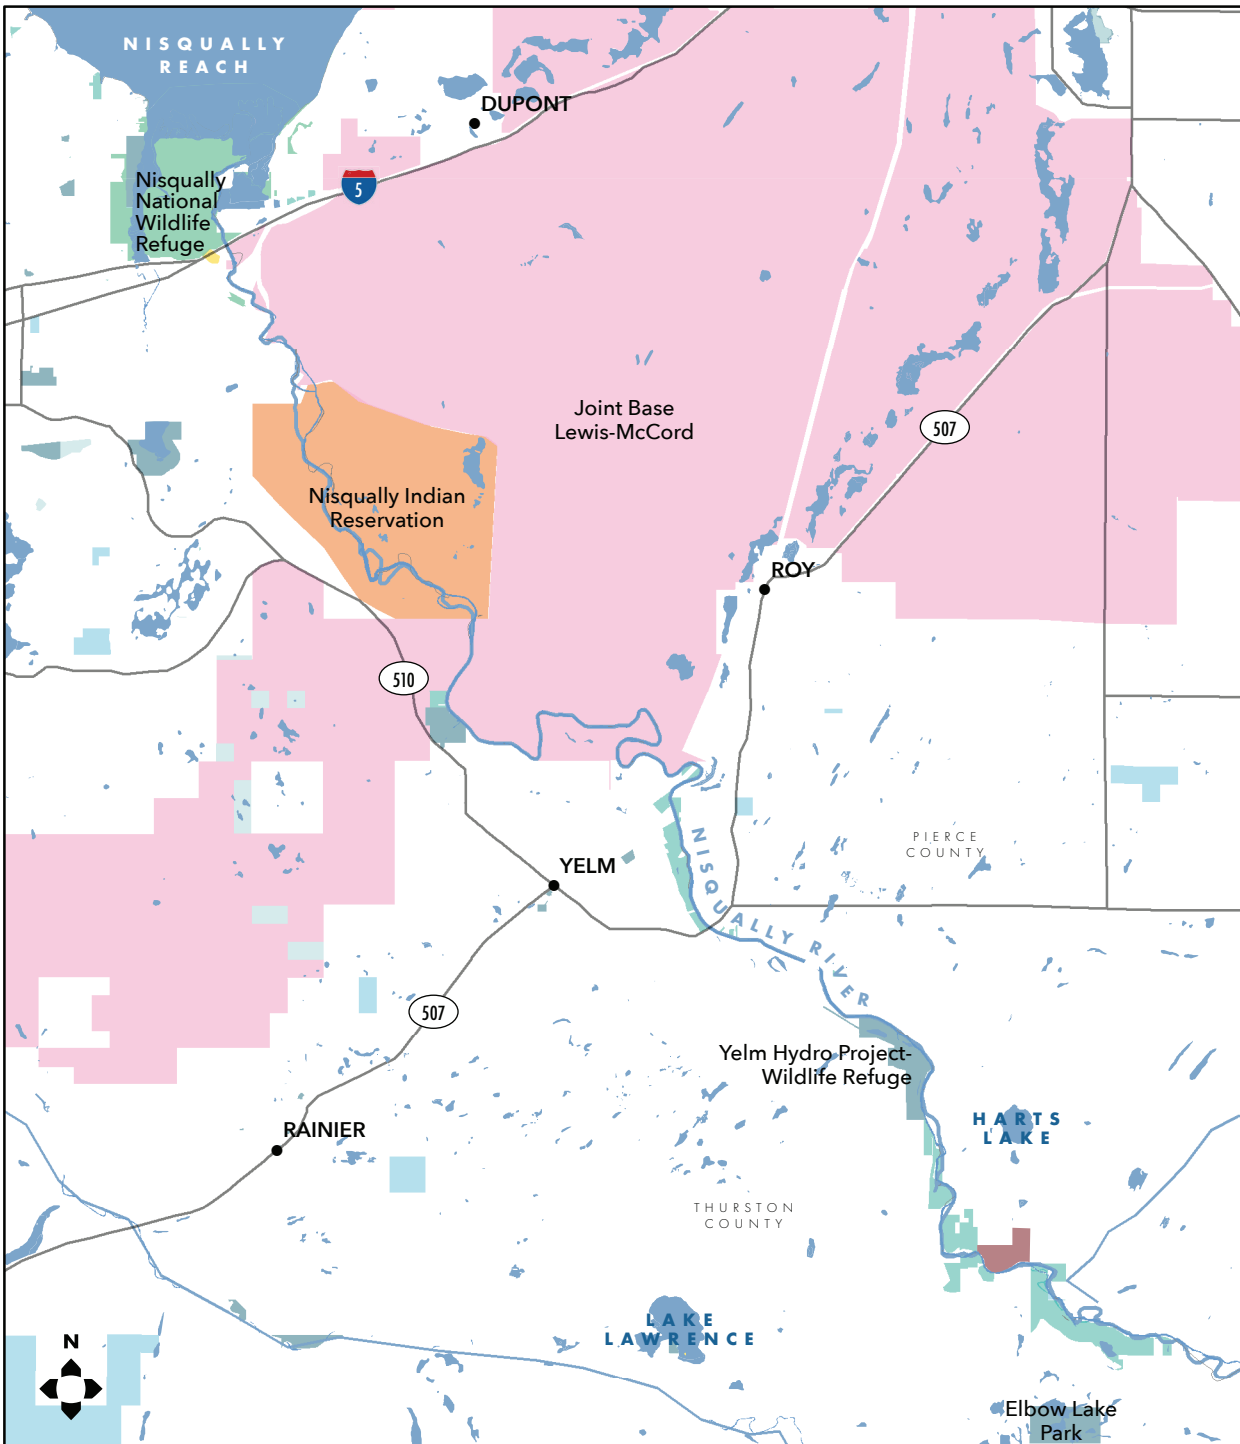 NISQUALLY
REACH
DUPONT
5
Nisqually
National
Wildlife
Refuge
Joint Base
Lewis-McCord
507
Nisqually Indian
Reservation
ROY
510
PIERCE
COUNTY
YELM
NISQUALLY RIVER
507
Yelm Hydro Project-
Wildlife Refuge
HARTS
LAKE
RAINIER
THURSTON
COUNTY
LAKE
LAWRENCE
N
Elbow Lake
Park